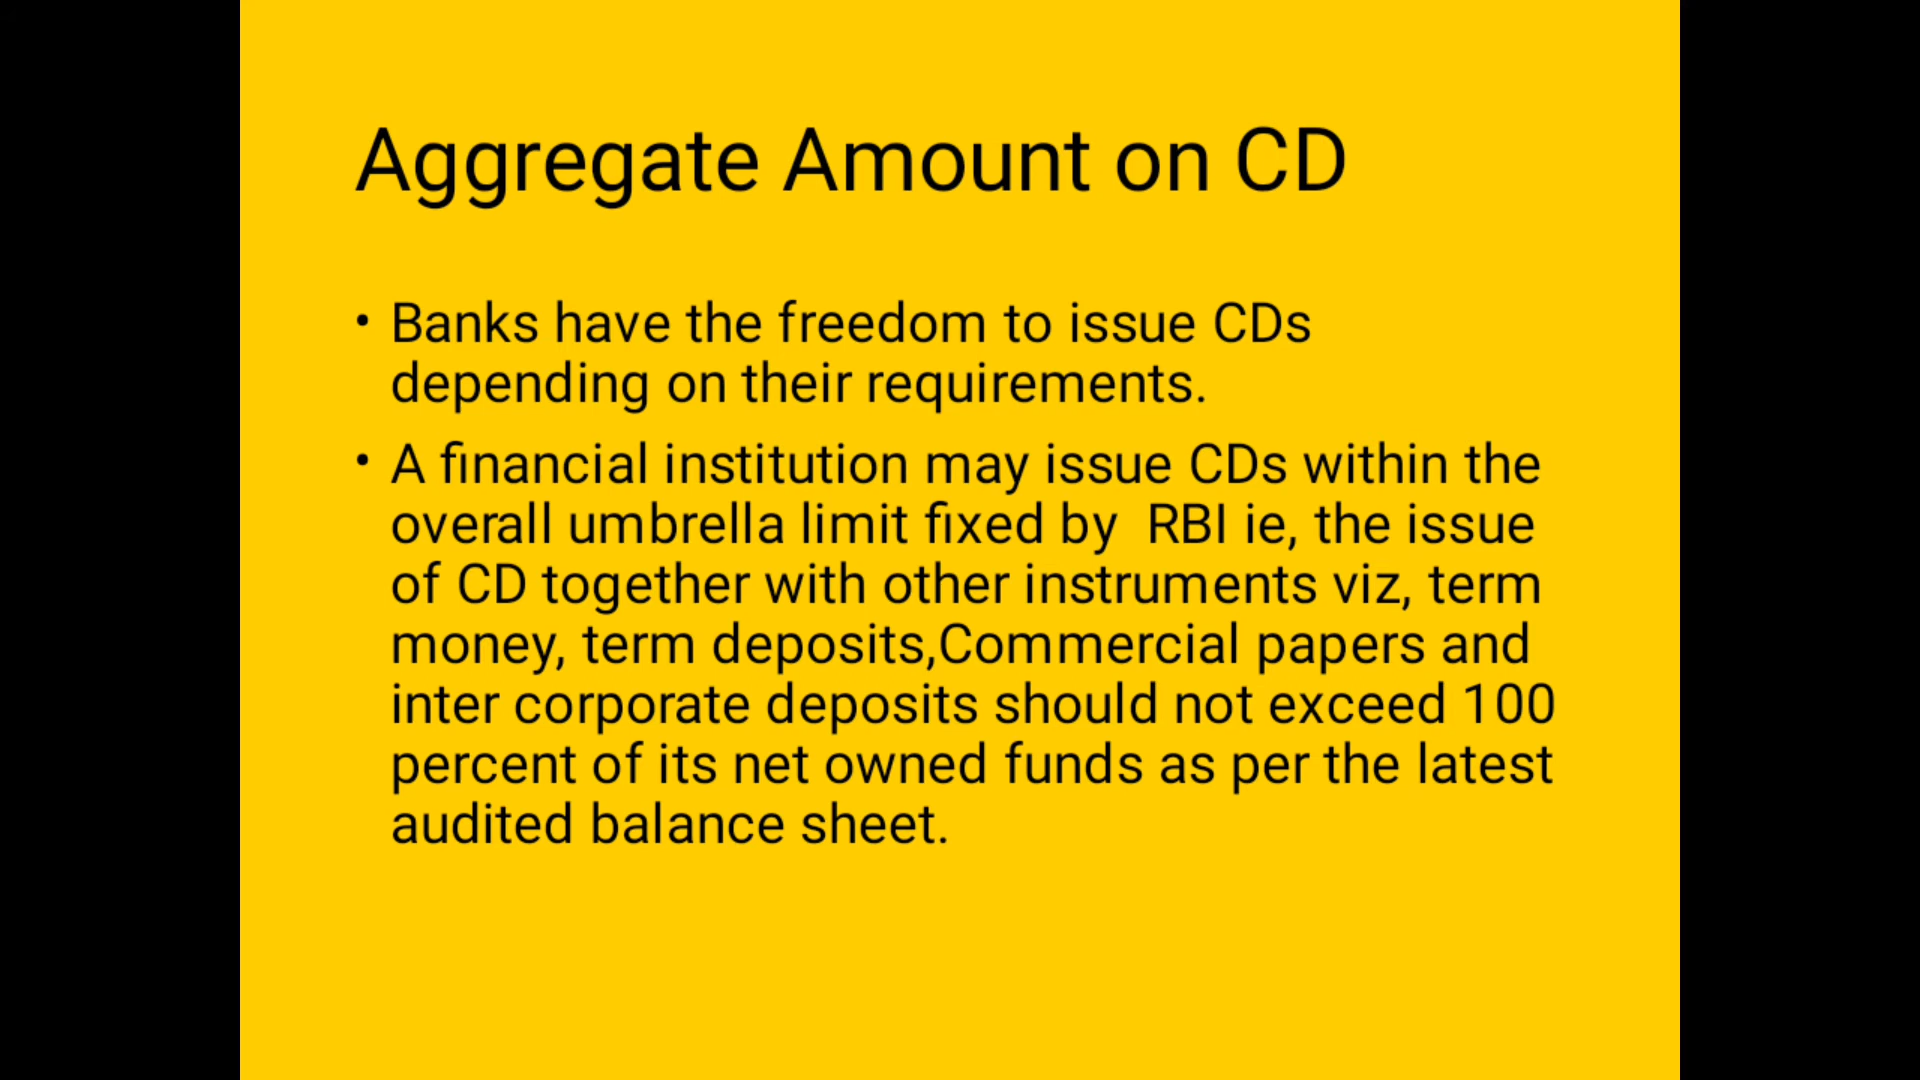 Aggregate Amount on CD
• Banks have the freedom to issue CDs
depending on their requirements.
• A financial institution may issue CDs within the
overall umbrella limit fixed by  RBI ie, the issue
of CD together with other instruments viz, term
money, term deposits,Commercial papers and
inter corporate deposits should not exceed 100
percent of its net owned funds as per the latest
audited balance sheet.